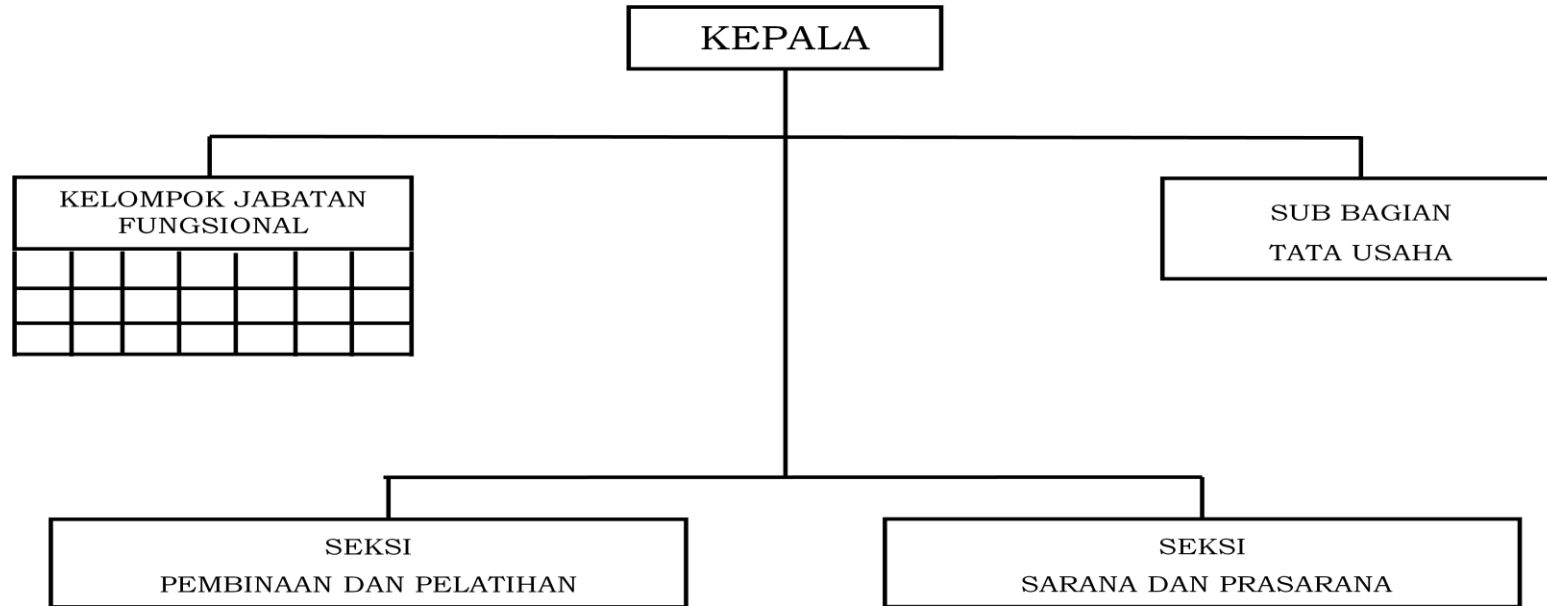 KEPALA
KELOMPOK JABATAN
FUNGSIONAL
SUB BAGIAN
TATA USAHA
SEKSI
PEMBINAAN DAN PELATIHAN
SEKSI
SARANA DAN PRASARANA